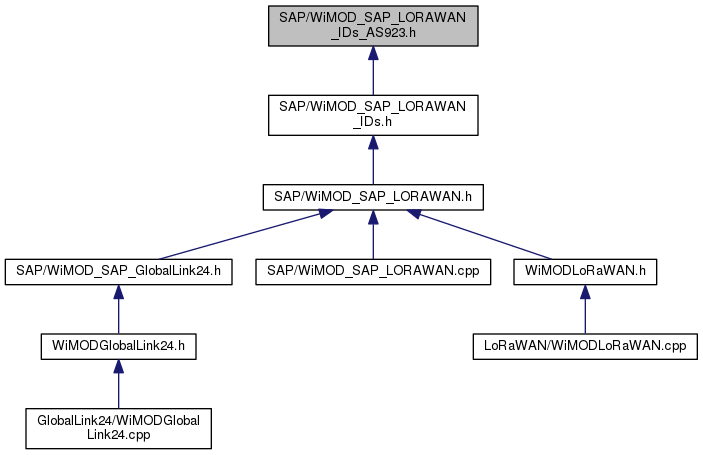 SAP/WiMOD_SAP_LORAWAN
_IDs_AS923.h
SAP/WiMOD_SAP_LORAWAN
_IDs.h
SAP/WiMOD_SAP_LORAWAN.h
SAP/WiMOD_SAP_GlobalLink24.h
SAP/WiMOD_SAP_LORAWAN.cpp
WiMODLoRaWAN.h
WiMODGlobalLink24.h
LoRaWAN/WiMODLoRaWAN.cpp
GlobalLink24/WiMODGlobal
Link24.cpp